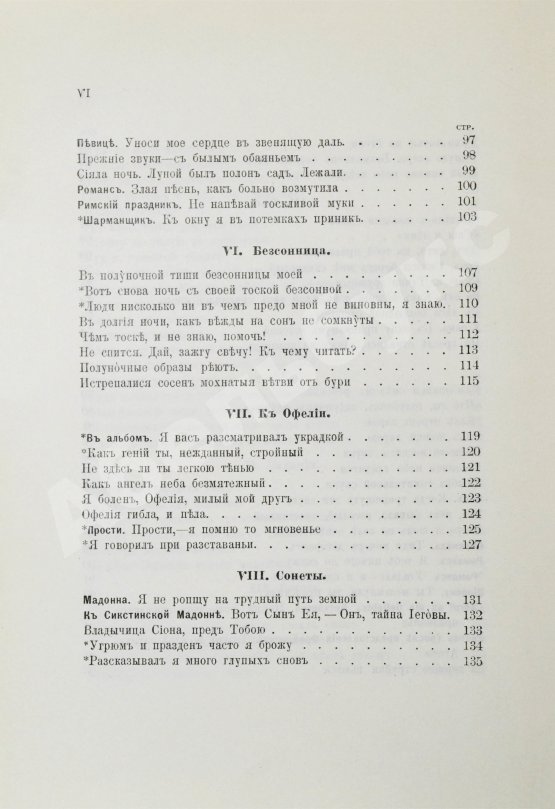 VI
СТР.
Пѣвицѣ. Уноси мое сердце въ звенящую даль. . . . . . . 97
Прежніе звуки—съ былымъ обаяньемъ . . . . . . . . . 98
Сіяла ночь. Луной былъ полонъ садъ. Лежали. . . . . . . 99
Романсъ. Злая пѣснь, какъ больно возмутила . . . . . . . 100
Римскій праздникъ. Не напѣвай тоскливой муки . . . . . . 101
*Шарманщикъ. Къ окну я въ потемкахъ приникъ. . . . . . 103
VI. Безсонница.
Въ полуночной тиши безсонницы моей . . . . . . . . . 107
*Вотъ снова ночь съ своей тоской безсонной . . . . . . . 109
*Люди нисколько ни въ чемъ предо мной не виновны, я знаю. 110
Въ долгія ночи, какъ вѣжды на сонъ не сомкнуты . . . . . 111
Чѣмъ тоскѣ, и не знаю, помочь! . . . . . . . . . . . 112
Не спится. Дай, зажгу свѣчу! Къ чему читать? . . . . . . 113
Полуночные образы рѣютъ. . . . . . . . . . . . . . 114
Истрепалися сосенъ мохнатыя вѣтви отъ бури . . . . . . 115
VII. Къ Офеліи.
*Въ альбомъ. Я васъ разсматривалъ украдкой . . . . . . . 119
*Какъ геній ты, нежданный, стройный . . . . . . . . . 120
Не здѣсь ли ты легкою тѣнью . . . . . . . . . . . . 121
Какъ ангелъ неба безмятежный . . . . . . . . . . . . 122
Я боленъ, Офелія, милый мой другъ . . . . . . . . . . 123
Офелія гибла, и пѣла. . . . . . . . . . . . . . . . 124
*Прости. Прости,—я помню то мгновенье . . . . . . . . 125
*Я говорилъ при разставаньи. . . . . . . . . . . . . 127
VIII. Сонеты.
Мадонна. Я не ропщу на трудный путь земной . . . . . . . 131
Къ Сикстинской Мадоннѣ. Вотъ Сынъ Ея, — Онъ, тайна Іеговы. 132
Владычица Сіона, предъ Тобою . . . . . . . . . . . . 133
*Угрюмъ и празденъ часто я брожу . . . . . . . . . . 134
*Разсказывалъ я много глупыхъ сновъ . . . . . . . . . 135